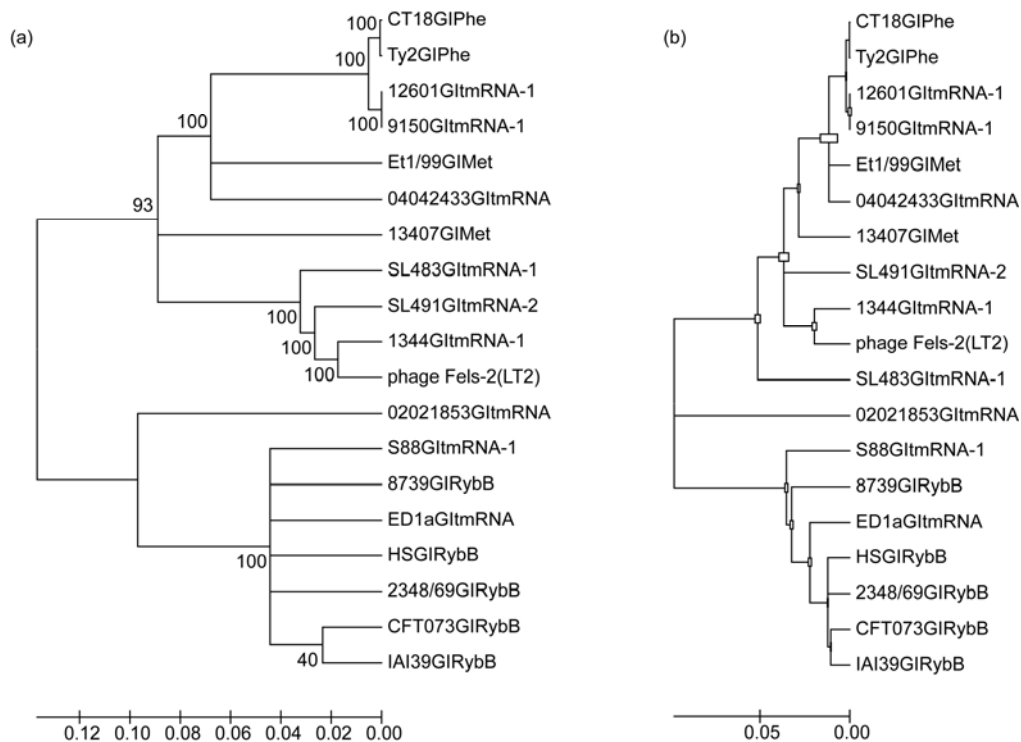 (a)
100
CT18GIPhe
Ty2GIPhe
100
12601GItmRNA-1
100
9150GItmRNA-1
100
Et1/99GIMet
04042433GItmRNA
93
13407GIMet
SL483GItmRNA-1
SL491GItmRNA-2
100
1344GItmRNA-1
100
phage Fels-2(LT2)
100
02021853GItmRNA
S88GItmRNA-1
8739GIRybB
ED1aGItmRNA
HSGIRybB
100
2348/69GIRybB
CFT073GIRybB
40
IAI39GIRybB
0.12 0.10 0.08 0.06 0.04 0.02 0.00
(b)
CT18GIPhe
Ty2GIPhe
12601GItmRNA-1
9150GItmRNA-1
Et1/99GIMet
04042433GItmRNA
13407GIMet
SL491GItmRNA-2
1344GItmRNA-1
phage Fels-2(LT2)
SL483GItmRNA-1
02021853GItmRNA
S88GItmRNA-1
8739GIRybB
ED1aGItmRNA
HSGIRybB
2348/69GIRybB
CFT073GIRybB
IAI39GIRybB
0.05 0.00